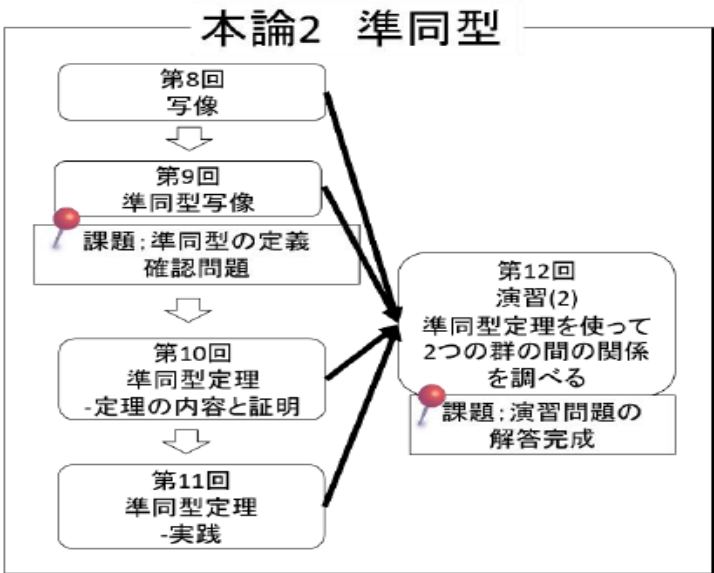 本論2 準同型
第8回
写像
第9回
準同型写像
課題;準同型の定義
確認問題
第10回
準同型定理
-定理の内容と証明
第11回
準同型定理
-実践
第12回
演習(2)
準同型定理を使って
2つの群の間の関係
を調べる
課題;演習問題の
解答完成